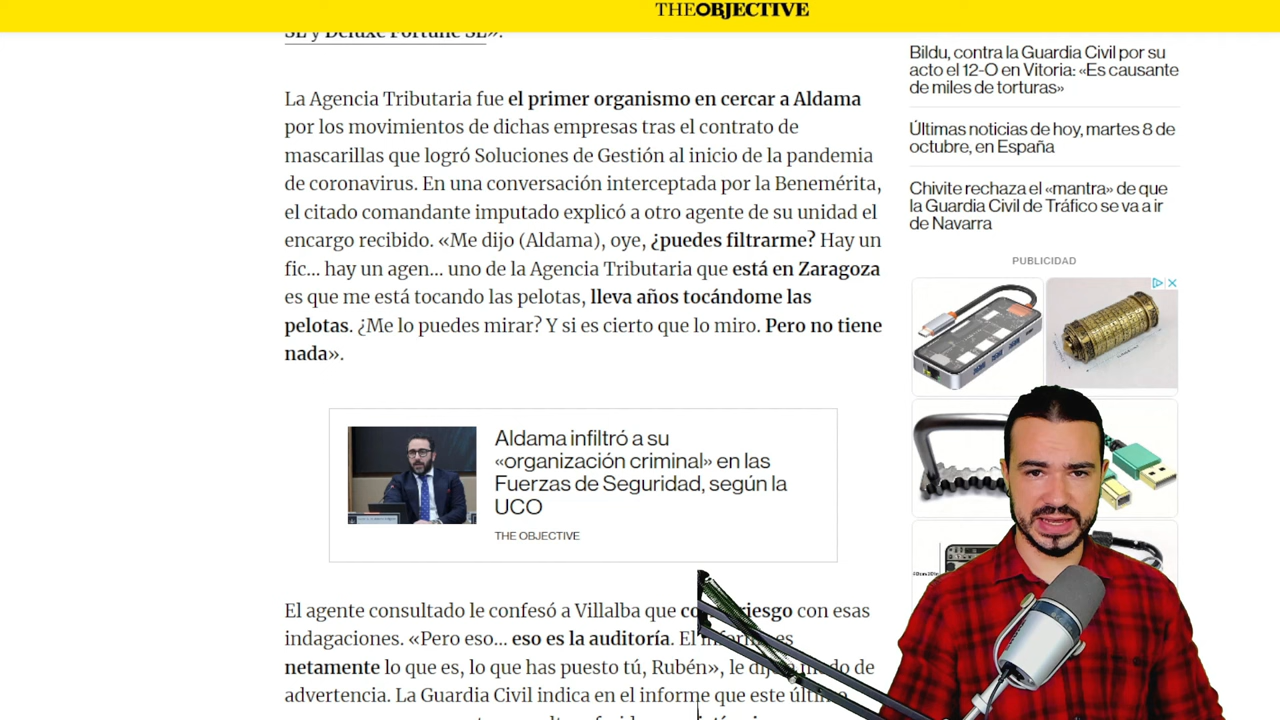 THEOBJECTIVE
SL y Deluxe Fortune SL».
La Agencia Tributaria fue el primer organismo en cercar a Aldama
por los movimientos de dichas empresas tras el contrato de
mascarillas que logró Soluciones de Gestión al inicio de la pandemia
de coronavirus. En una conversación interceptada por la Benemérita,
el citado comandante imputado explicó a otro agente de su unidad el
encargo recibido. «Me dijo (Aldama), oye, ¿puedes filtrarme? Hay un
fic... hay un agen... uno de la Agencia Tributaria que está en Zaragoza
es que me está tocando las pelotas, lleva años tocándome las
pelotas. ¿Me lo puedes mirar? Y si es cierto que lo miro. Pero no tiene
nada».
Aldama infiltró a su
«organización criminal» en las
Fuerzas de Seguridad, según la
UCO
THE OBJECTIVE
El agente consultado le confesó a Villalba que riesgo con esas
indagaciones. «Pero eso... eso es la auditoría. El es
netamente lo que es, lo que has puesto tú, Rubén», le modo de
advertencia. La Guardia Civil indica en el informe que este último
Bildu, contra la Guardia Civil por su
acto el 12-O en Vitoria: «Es causante
de miles de torturas»
Últimas noticias de hoy, martes 8 de
octubre, en España
Chivite rechaza el «mantra» de que
la Guardia Civil de Tráfico se va a ir
de Navarra
PUBLICIDAD